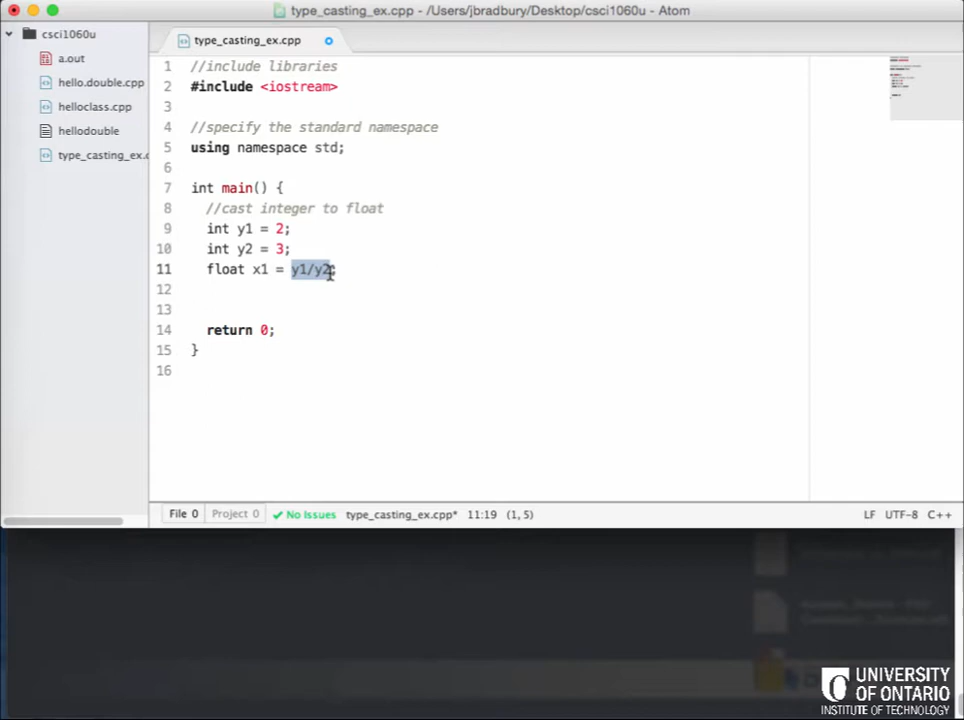 type_casting_ex.cpp - /Users/jbradbury/Desktop/csci1060u - Atom
csci1060u
a.out
hello.double.cpp
helloclass.cpp
hellodouble
type_casting_ex.c
type_casting_ex.cpp
1 //include libraries
2 #include <iostream>
3
4 //specify the standard namespace
5 using namespace std;
6
7 int main() {
8 //cast integer to float
9 int y1 = 2;
10 int y2 = 3;
11 float x1 = y1/y2;
12
13
14 return 0;
15 }
16
File 0 Project 0 No Issues type_casting_ex.cpp* 11:19 (1, 5) LF UTF-8 C++
UNIVERSITY
OF ONTARIO
INSTITUTE OF TECHNOLOGY